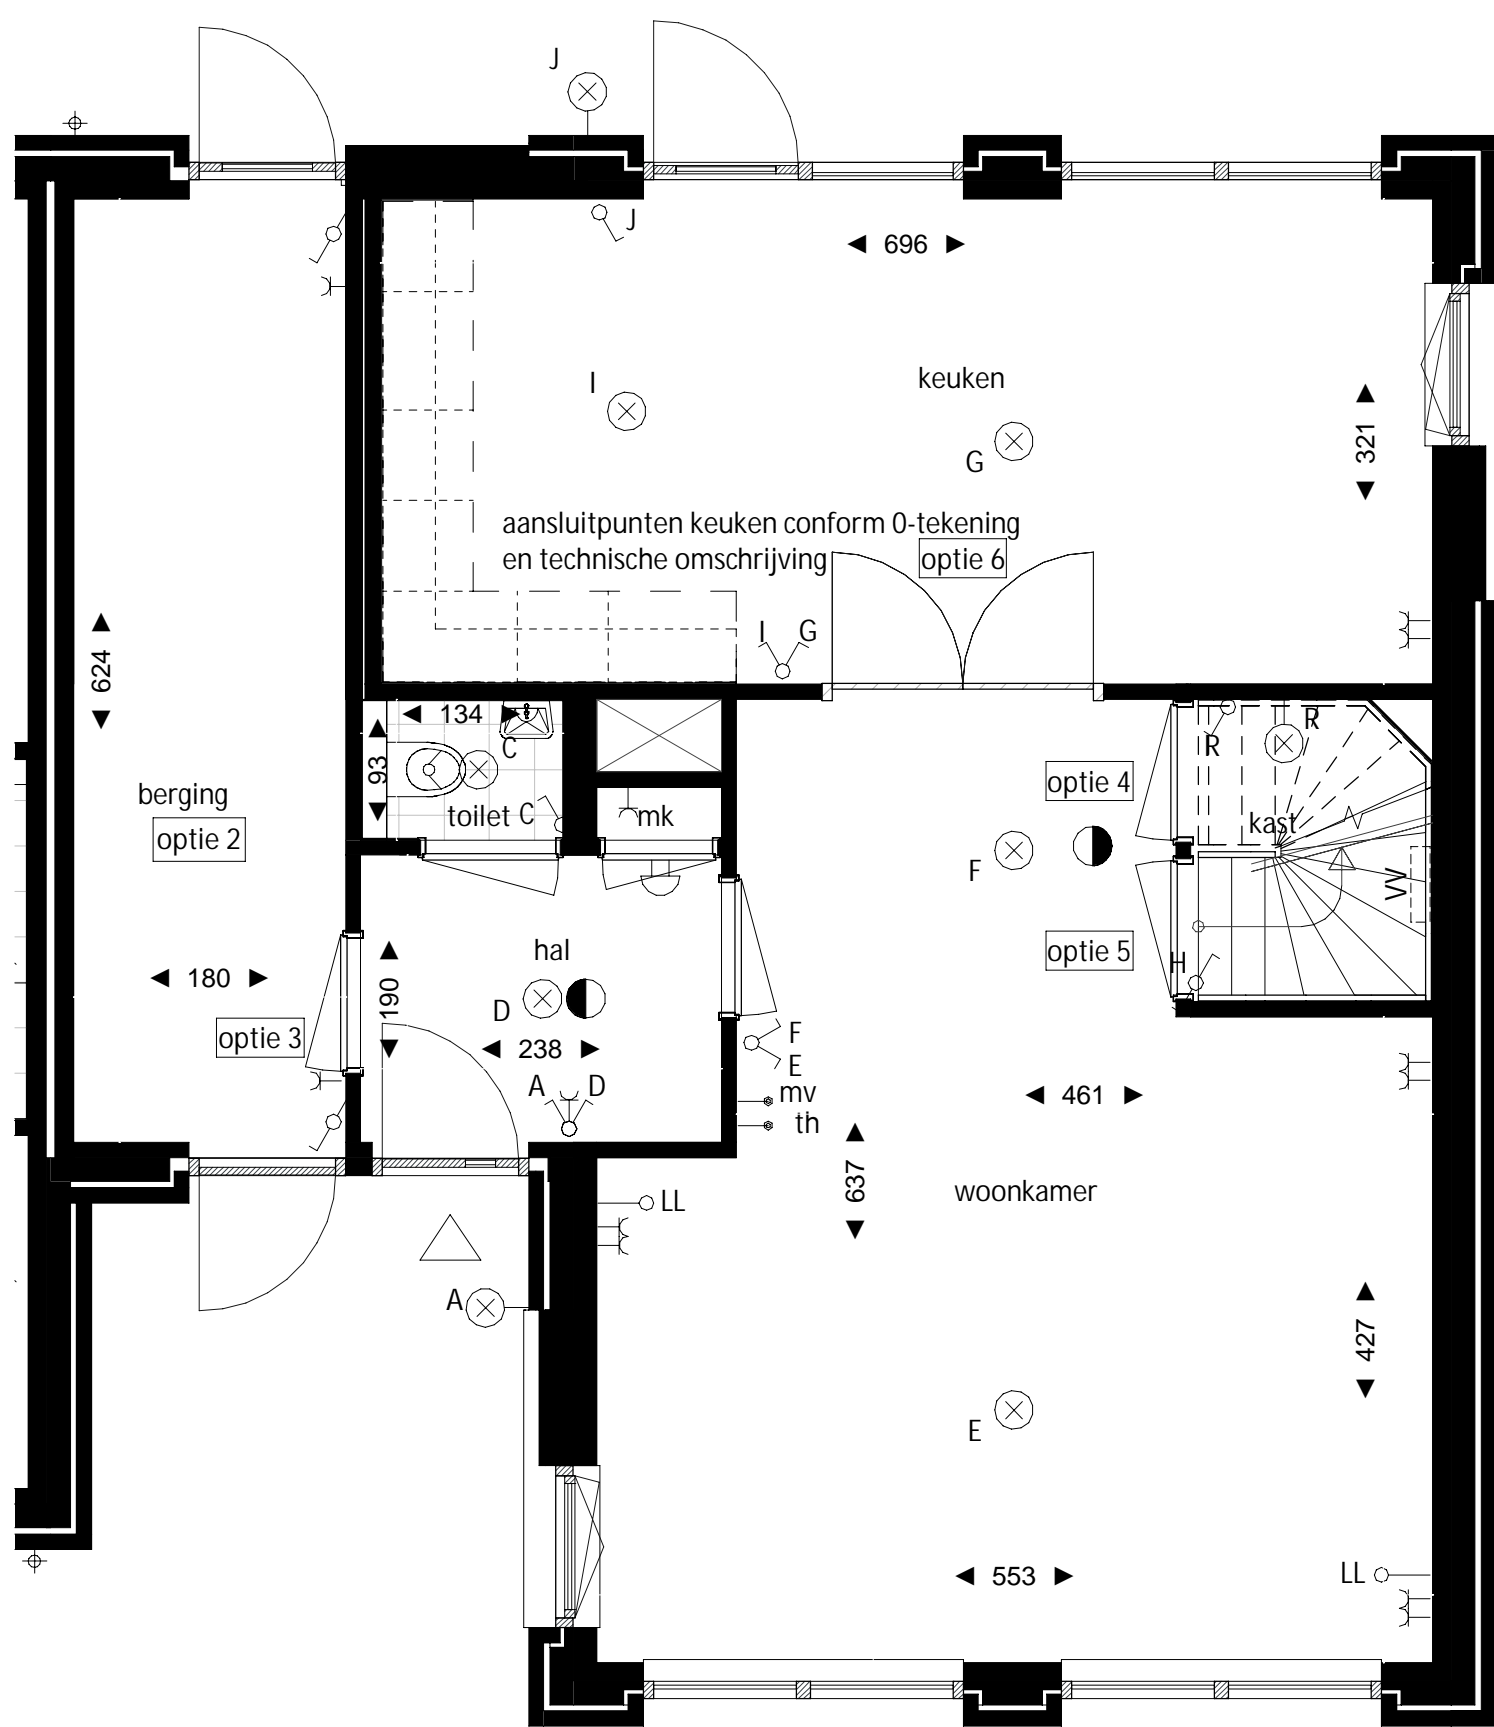 J
J
696
I
keuken
G
321
aansluitpunten keuken conform 0-tekening
en technische omschrijving
optie 6
I G
624
134
C
93
toilet C
mk
R
R
optie 4
kast
berging
optie 2
F
VV
hal
optie 5
H
180
190
D
optie 3
238
F
E
A D
mv
th
461
637
woonkamer
LL
A
427
E
553
LL